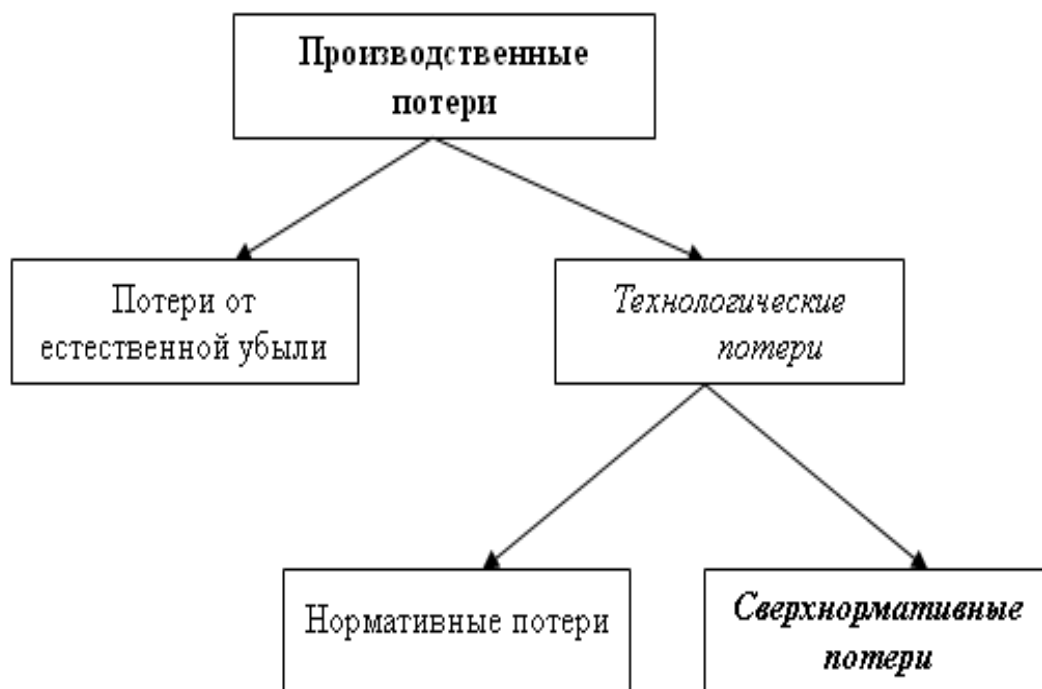 Производственные
потери
Потери от
естественной убыли
Технологические
потери
Нормативные потери
Сверхнормативные
потери